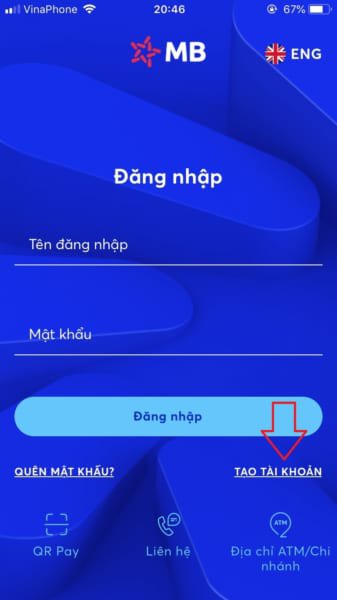 VinaPhone 20:46 67%
MB ENG
Đăng nhập
Tên đăng nhập
Mật khẩu
Đăng nhập
QUÊN MẬT KHẨU? TẠO TÀI KHOẢN
ATM
QR Pay Liên hệ Địa chỉ ATM/Chi
nhánh